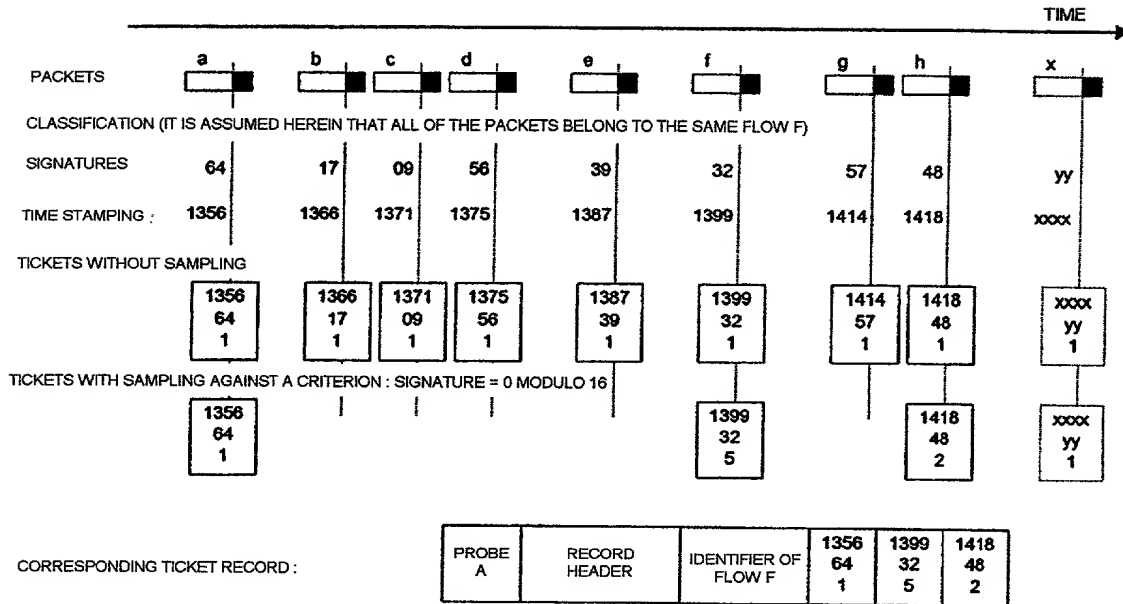 TIME
a b c d e f g h x
PACKETS
CLASSIFICATION (IT IS ASSUMED HEREIN THAT ALL OF THE PACKETS BELONG TO THE SAME FLOW F)
SIGNATURES 64 17 09 56 39 32 57 48 yy
TIME STAMPING : 1356 1366 1371 1375 1387 1399 1414 1418 xxxx
TICKETS WITHOUT SAMPLING
1356 1366 1371 1375 1387 1399 1414 1418 xxxx
64 17 09 56 39 32 57 48 yy
1 1 1 1 1 1 1 1 1
TICKETS WITH SAMPLING AGAINST A CRITERION : SIGNATURE = 0 MODULO 16
1356 1399 1418 xxxx
64 32 48 yy
1 5 2 1
CORRESPONDING TICKET RECORD :
PROBE A
RECORD HEADER
IDENTIFIER OF FLOW F
1356 1399 1418
64 32 48
1 5 2